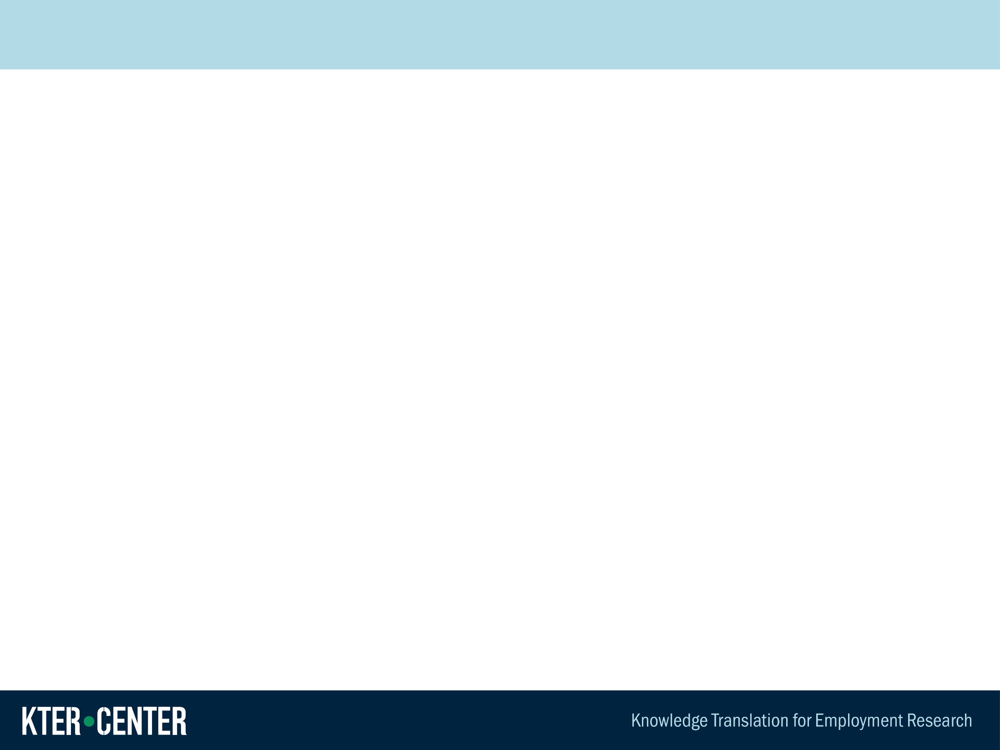 KTER•CENTER
Knowledge Translation for Employment Research